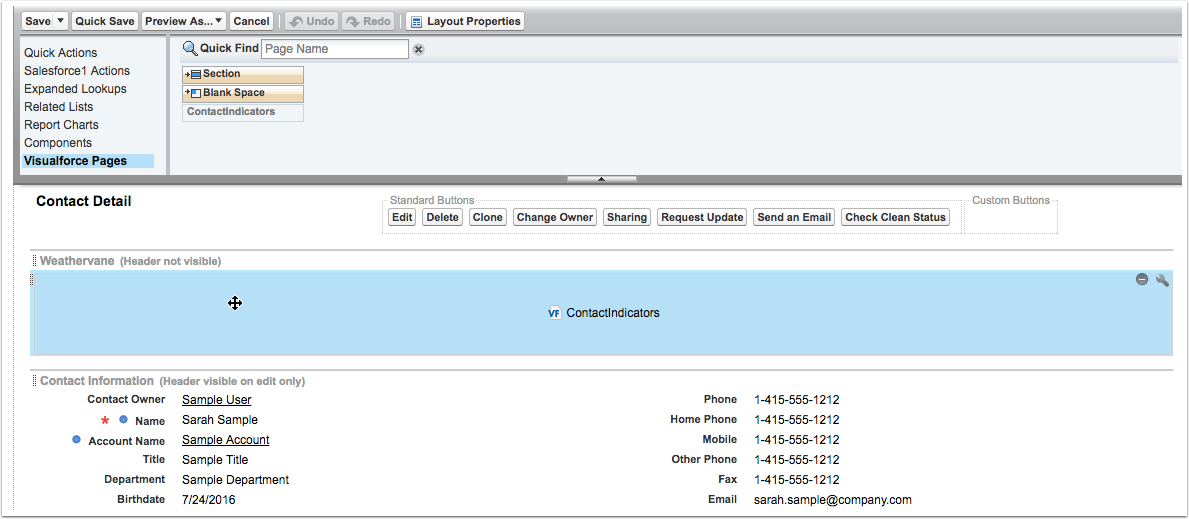 Save Quick Save Preview As... Cancel Undo Redo Layout Properties
Quick Actions
Salesforce1 Actions
Expanded Lookups
Related Lists
Report Charts
Components
Visualforce Pages
Quick Find Page Name
Section
Blank Space
ContactIndicators
Contact Detail
Standard Buttons
Edit Delete Clone Change Owner Sharing Request Update Send an Email Check Clean Status
Custom Buttons
Weathervane (Header not visible)
VF ContactIndicators
Contact Information (Header visible on edit only)
Contact Owner Sample User Phone 1-415-555-1212
* Name Sarah Sample Home Phone 1-415-555-1212
Account Name Sample Account Mobile 1-415-555-1212
Title Sample Title Other Phone 1-415-555-1212
Department Sample Department Fax 1-415-555-1212
Birthdate 7/24/2016 Email sarah.sample@company.com